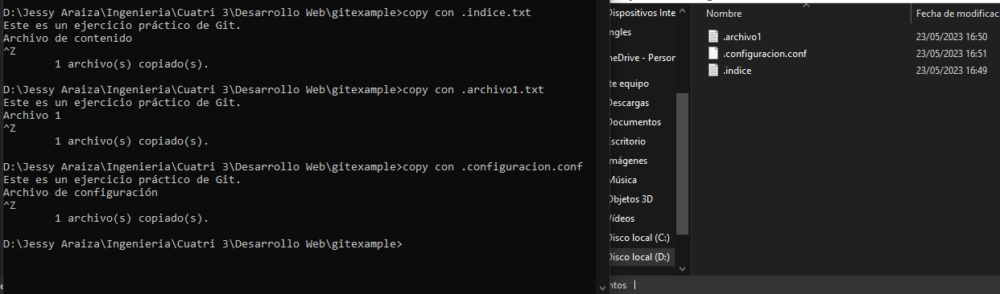 D:\Jessy Araiza\Ingenieria\Cuatri 3\Desarrollo Web\gitexample>copy con .indice.txt
Este es un ejercicio práctico de Git.
Archivo de contenido
^Z
1 archivo(s) copiado(s).
D:\Jessy Araiza\Ingenieria\Cuatri 3\Desarrollo Web\gitexample>copy con .archivo1.txt
Este es un ejercicio práctico de Git.
Archivo 1
^Z
1 archivo(s) copiado(s).
D:\Jessy Araiza\Ingenieria\Cuatri 3\Desarrollo Web\gitexample>copy con .configuracion.conf
Este es un ejercicio práctico de Git.
Archivo de configuración
^Z
1 archivo(s) copiado(s).
D:\Jessy Araiza\Ingenieria\Cuatri 3\Desarrollo Web\gitexample>
Dispositivos Inte
ngles
neDrive - Person
te equipo
Descargas
Documentos
Escritorio
mágenes
Música
Objetos 3D
Vídeos
Disco local (C:)
Disco local (D:)
ntos
Nombre
Fecha de modificac
.archivo1
23/05/2023 16:50
.configuracion.conf
23/05/2023 16:51
.indice
23/05/2023 16:49